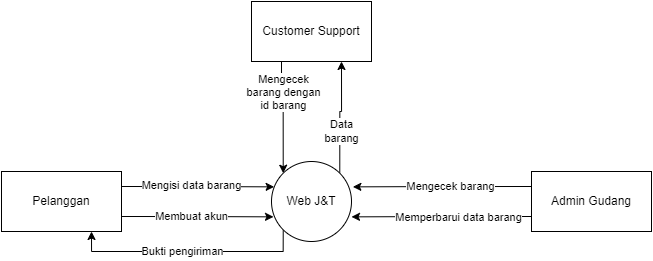 Customer Support
Mengecek
barang dengan
id barang
Data
barang
Pelanggan
Mengisi data barang
Membuat akun
Bukti pengiriman
Web J&T
Mengecek barang
Memperbarui data barang
Admin Gudang